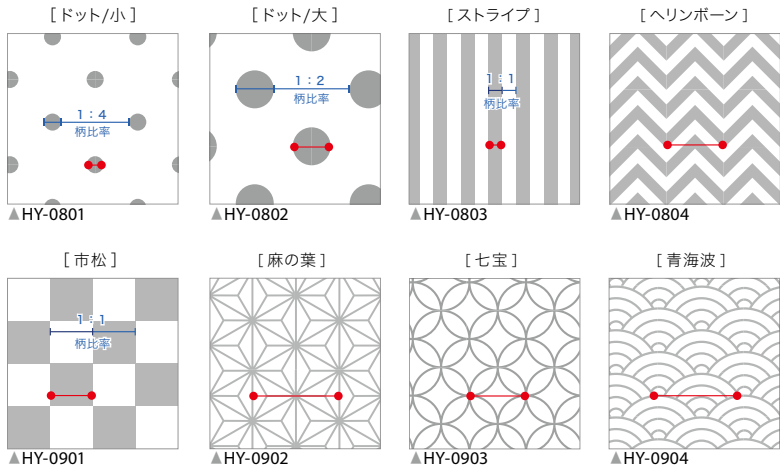 [ドット/小]
[ドット/大]
[ストライプ]
[ヘリンボーン]
1:4
柄比率
1:2
柄比率
1:1
柄比率
▲HY-0801
▲HY-0802
▲HY-0803
▲HY-0804
[市松]
[麻の葉]
[七宝]
[青海波]
1:1
柄比率
▲HY-0901
▲HY-0902
▲HY-0903
▲HY-0904